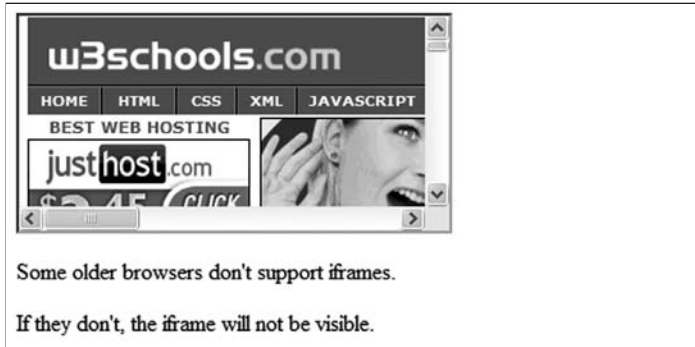 w3schools.com
HOME HTML CSS XML JAVASCRIPT
BEST WEB HOSTING
justhost.com
CLICK
Some older browsers don't support iframes.
If they don't, the iframe will not be visible.